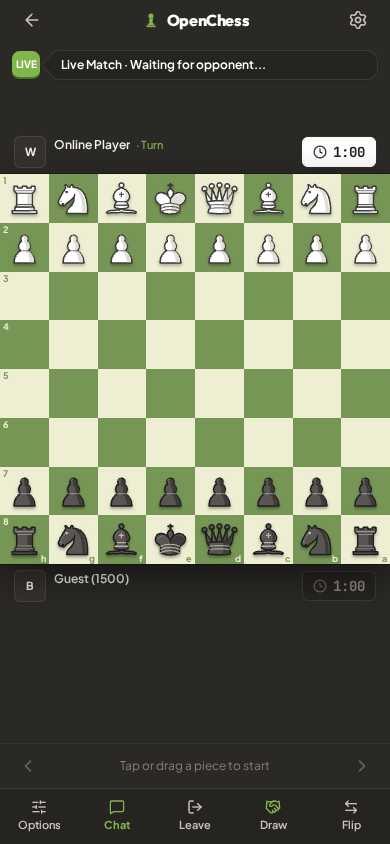 OpenChess
LIVE
Live Match · Waiting for opponent...
W
Online Player · Turn
1:00
1
2
3
4
5
6
7
8
h g f e d c b a
B
Guest (1500)
1:00
Tap or drag a piece to start
Options Chat Leave Draw Flip